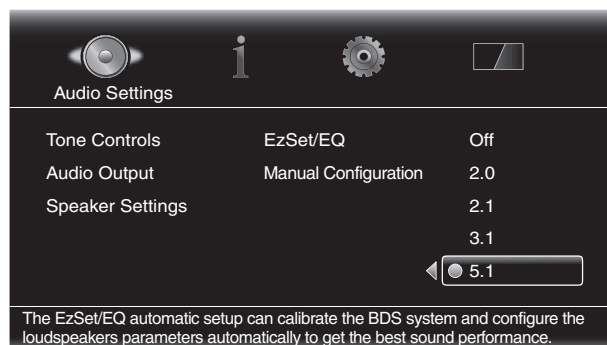 Audio Settings
Tone Controls EzSet/EQ Off
Audio Output Manual Configuration 2.0
Speaker Settings 2.1
3.1
5.1
The EzSet/EQ automatic setup can calibrate the BDS system and configure the
loudspeakers parameters automatically to get the best sound performance.